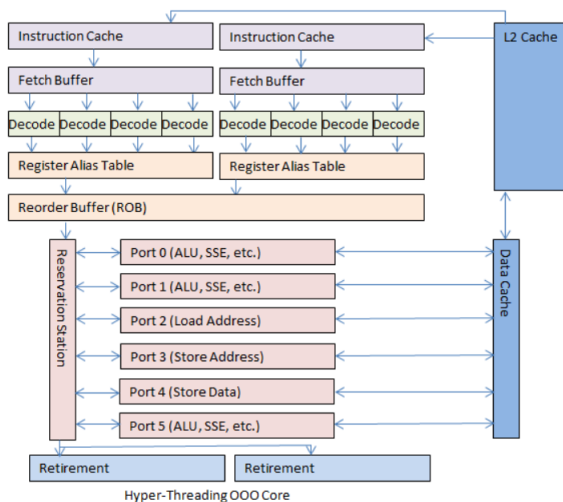 Instruction Cache
Instruction Cache
L2 Cache
Fetch Buffer
Fetch Buffer
Decode Decode Decode Decode
Decode Decode Decode Decode
Register Alias Table
Register Alias Table
Reorder Buffer (ROB)
Reservation Station
Port 0 (ALU, SSE, etc.)
Port 1 (ALU, SSE, etc.)
Port 2 (Load Address)
Port 3 (Store Address)
Port 4 (Store Data)
Port 5 (ALU, SSE, etc.)
Data Cache
Retirement
Retirement
Hyper-Threading OOO Core